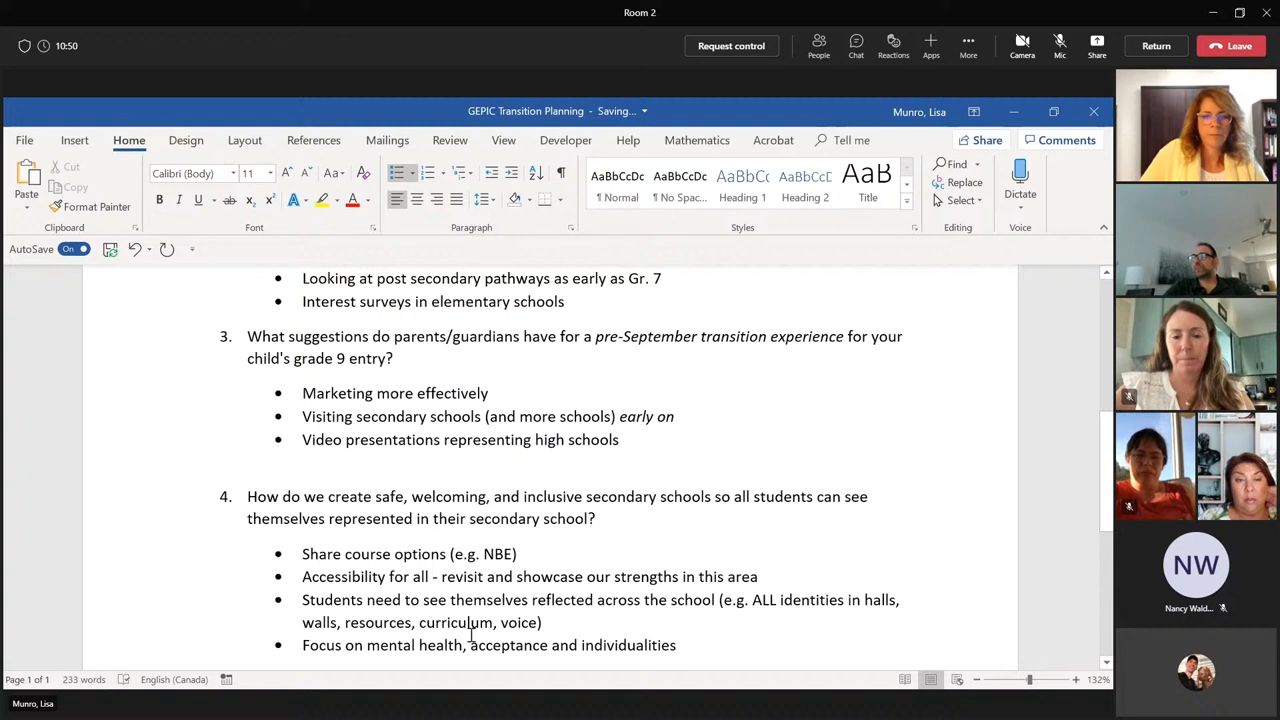 Room 2
10:50
Request control
People
Chat
Reactions
Apps
More
Camera
Mic
Share
Return
Leave
GEPIC Transition Planning - Saving...
Munro, Lisa
File Insert Home Design Layout References Mailings Review View Developer Help Mathematics Acrobat Tell me
Share
Comments
Paste
Cut
Copy
Format Painter
Clipboard
Calibri (Body) 11
Font
Paragraph
AaBbCcDc AaBbCcDc AaBbCc AaBbCcD AaB
¶ Normal ¶ No Spac... Heading 1 Heading 2 Title
Styles
Find
Replace
Select
Editing
Dictate
Voice
AutoSave On
• Looking at post secondary pathways as early as Gr. 7
• Interest surveys in elementary schools
3. What suggestions do parents/guardians have for a pre-September transition experience for your
child's grade 9 entry?
• Marketing more effectively
• Visiting secondary schools (and more schools) early on
• Video presentations representing high schools
4. How do we create safe, welcoming, and inclusive secondary schools so all students can see
themselves represented in their secondary school?
• Share course options (e.g. NBE)
• Accessibility for all - revisit and showcase our strengths in this area
• Students need to see themselves reflected across the school (e.g. ALL identities in halls,
walls, resources, curriculum, voice)
• Focus on mental health, acceptance and individualities
Page 1 of 1 233 words English (Canada) 132%
Munro, Lisa
NW
Nancy Wald...